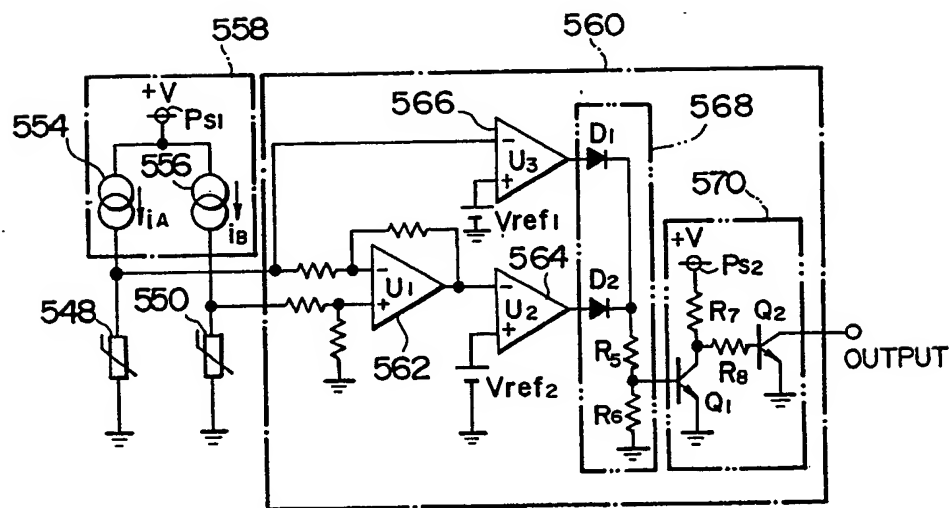 558
560
+V
Ps1
554
556
iA
iB
566
-
U3
+
Vref1
D1
568
570
+V
Ps2
R7
Q2
R8
OUTPUT
Q1
548
550
-
U1
+
562
564
-
U2
+
Vref2
D2
R5
R6